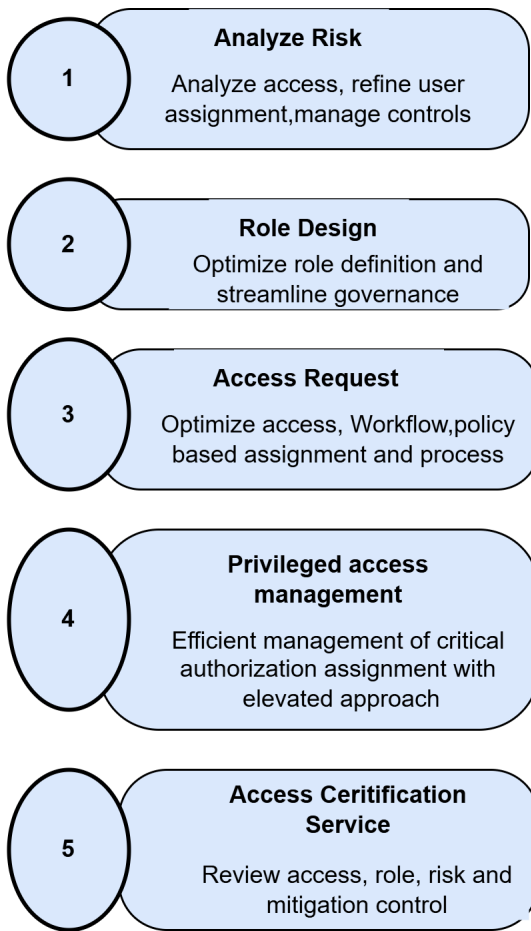 1
Analyze Risk
Analyze access, refine user
assignment,manage controls
2
Role Design
Optimize role definition and
streamline governance
3
Access Request
Optimize access, Workflow,policy
based assignment and process
4
Privileged access
management
Efficient management of critical
authorization assignment with
elevated approach
5
Access Ceritification
Service
Review access, role, risk and
mitigation control